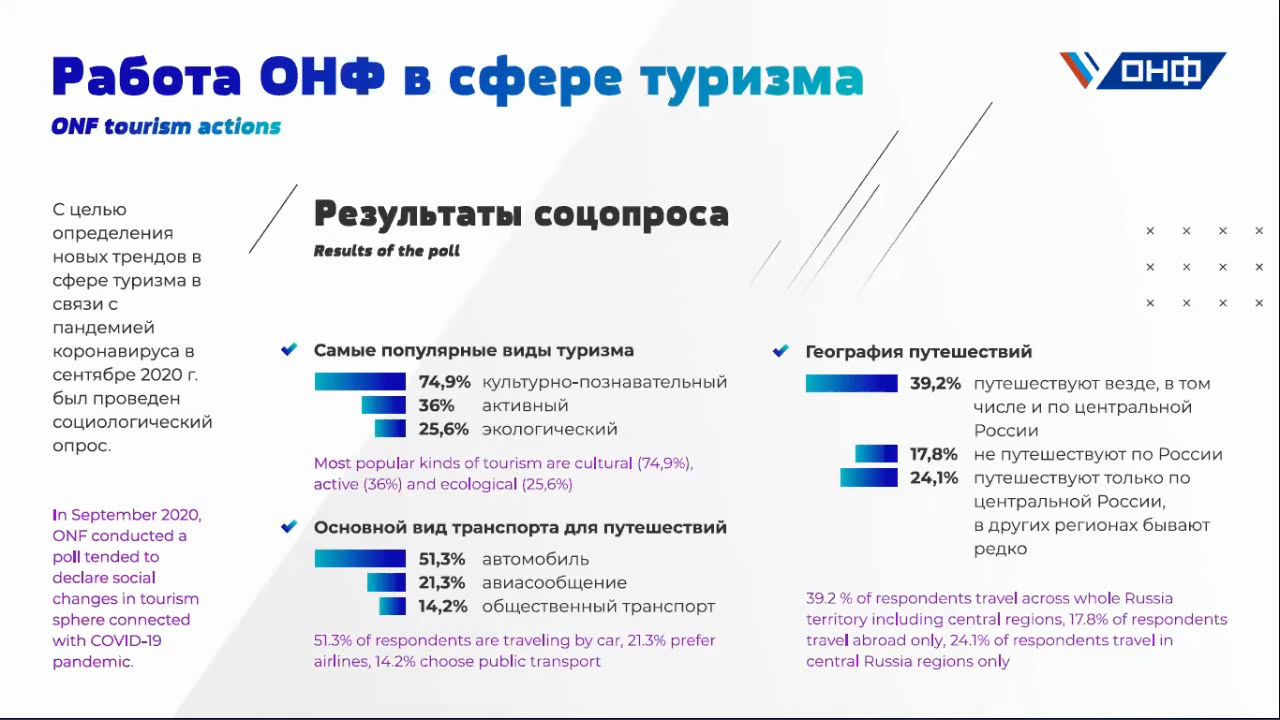 Работа ОНФ в сфере туризма
ONF tourism actions
ОНФ
С целью
определения
новых трендов в
сфере туризма в
связи с
пандемией
коронавируса в
сентябре 2020 г.
был проведен
социологический
опрос.
In September 2020,
ONF conducted a
poll tended to
declare social
changes in tourism
sphere connected
with COVID-19
pandemic.
Результаты соцопроса
Results of the poll
Самые популярные виды туризма
74,9% культурно-познавательный
36% активный
25,6% экологический
Most popular kinds of tourism are cultural (74,9%),
active (36%) and ecological (25,6%)
Основной вид транспорта для путешествий
51,3% автомобиль
21,3% авиасообщение
14,2% общественный транспорт
51.3% of respondents are traveling by car, 21.3% prefer
airlines, 14.2% choose public transport
География путешествий
39,2% путешествуют везде, в том
числе и по центральной
России
17,8% не путешествуют по России
24,1% путешествуют только по
центральной России,
в других регионах бывают
редко
39.2 % of respondents travel across whole Russia
territory including central regions, 17.8% of respondents
travel abroad only, 24.1% of respondents travel in
central Russia regions only